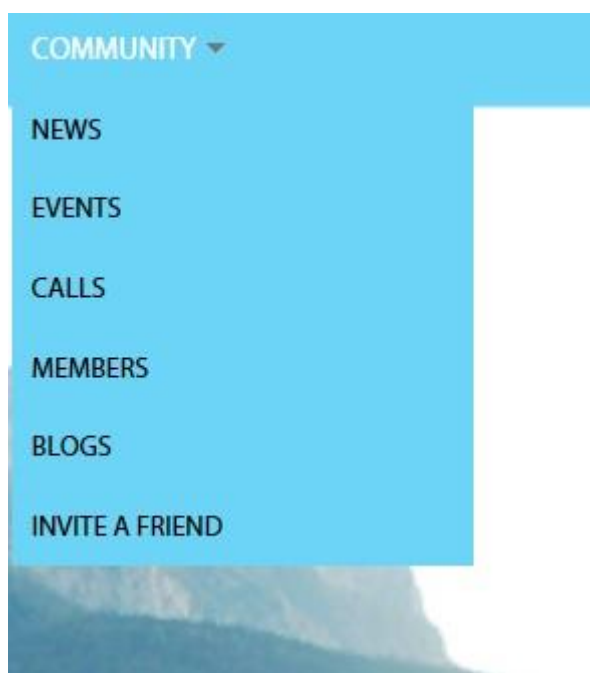 COMMUNITY
NEWS
EVENTS
CALLS
MEMBERS
BLOGS
INVITE A FRIEND